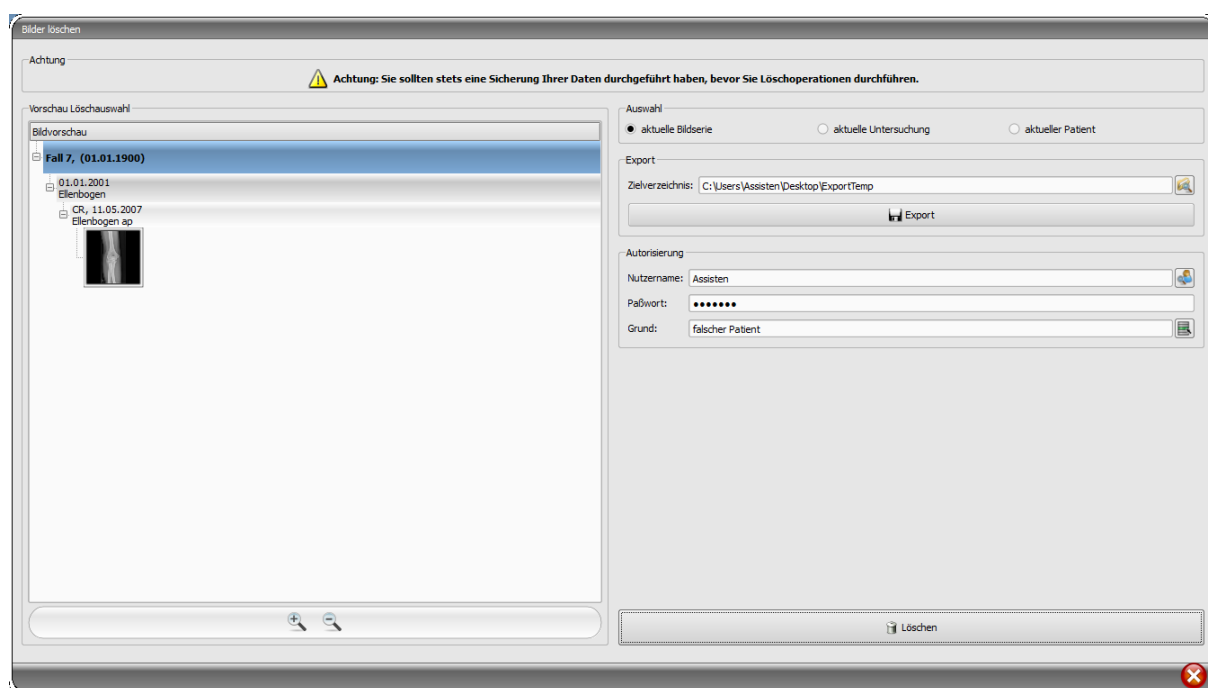 Bilder löschen
Achtung
Achtung: Sie sollten stets eine Sicherung Ihrer Daten durchgeführt haben, bevor Sie Löschoperationen durchführen.
Vorschau Löschauswahl
Bildvorschau
Fall 7, (01.01.1900)
01.01.2001
Ellenbogen
CR, 11.05.2007
Ellenbogen ap
Auswahl
aktuelle Bildserie
aktuelle Untersuchung
aktueller Patient
Export
Zielverzeichnis: C:\Users\Assisten\Desktop\ExportTemp
Export
Autorisierung
Nutzername: Assisten
Paßwort: •••••••
Grund: falscher Patient
Löschen